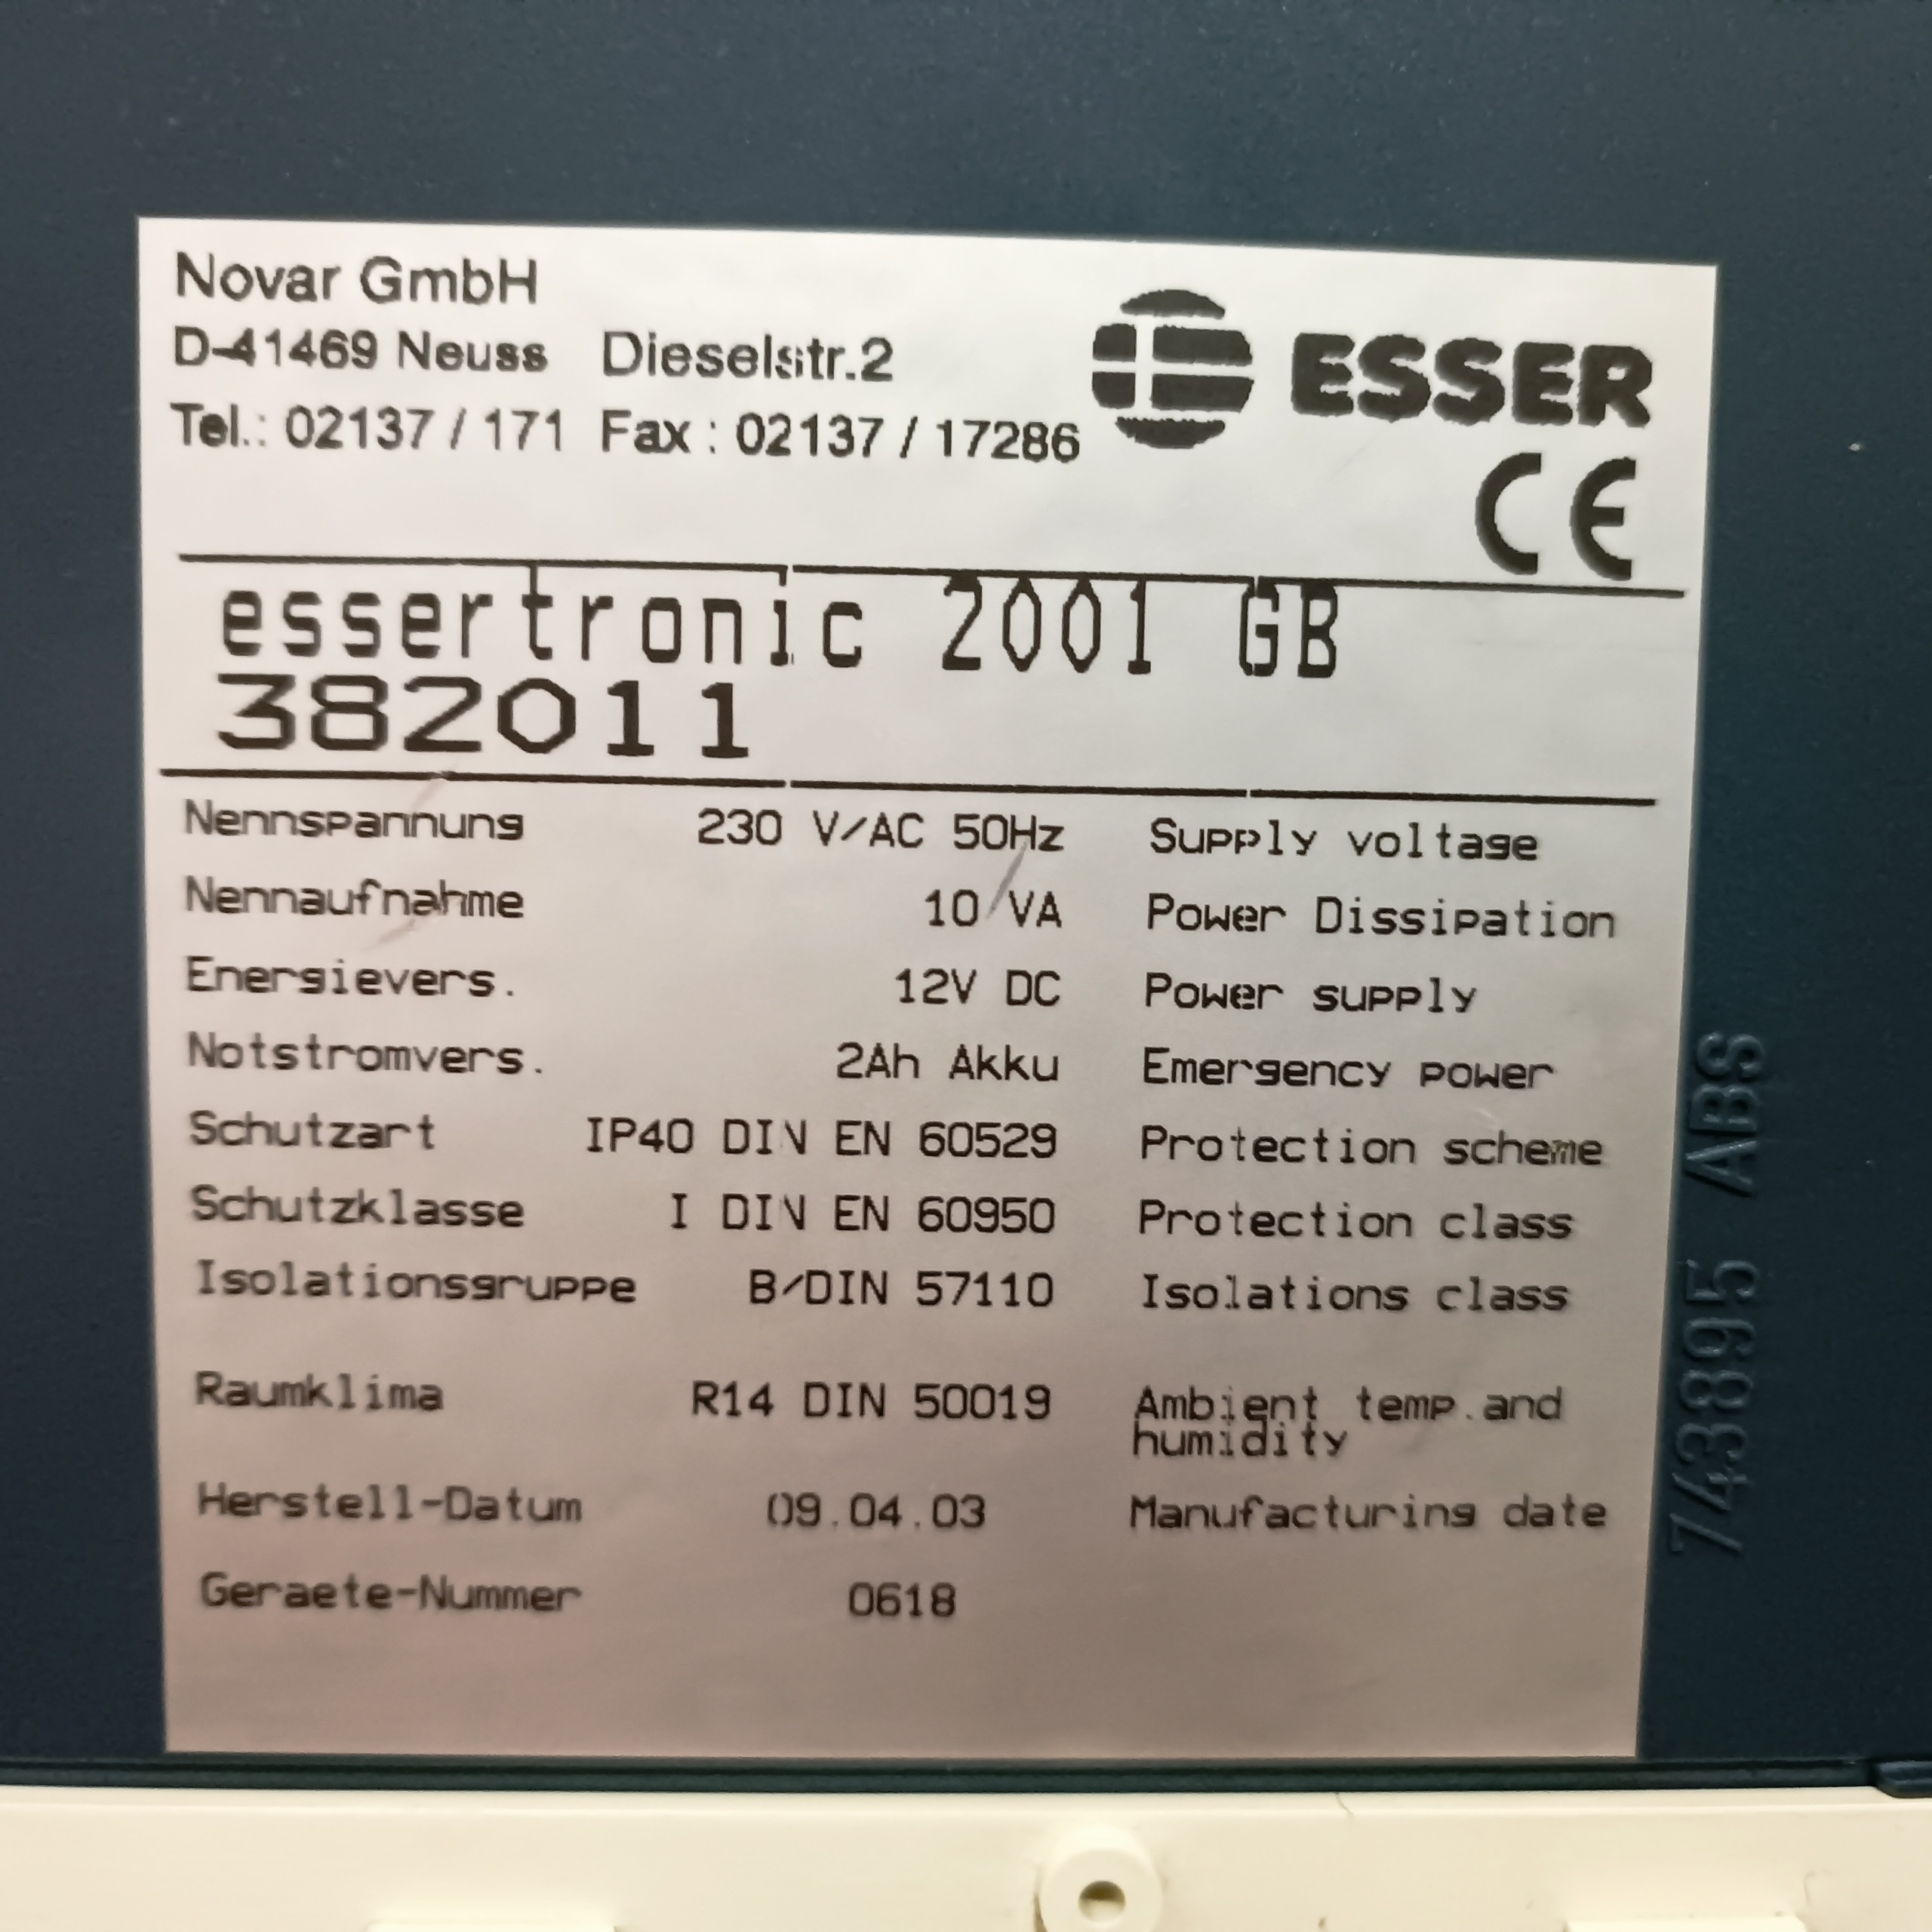 Novar GmbH
D-41469 Neuss Dieselstr.2
Tel.: 02137 / 171 Fax : 02137 / 17286
ESSER
CE
essertronic 2001 GB
382011
Nennspannung 230 V/AC 50Hz Supply voltage
Nennaufnahme 10 VA Power Dissipation
Energievers. 12V DC Power supply
Notstromvers. 2Ah Akku Emergency power
Schutzart IP40 DIN EN 60529 Protection scheme
Schutzklasse I DIN EN 60950 Protection class
Isolationsgruppe B/DIN 57110 Isolations class
Raumklima R14 DIN 50019 Ambient temp.and
humidity
Herstell-Datum 09.04.03 Manufacturing date
Geraete-Nummer 0618
743895 ABS